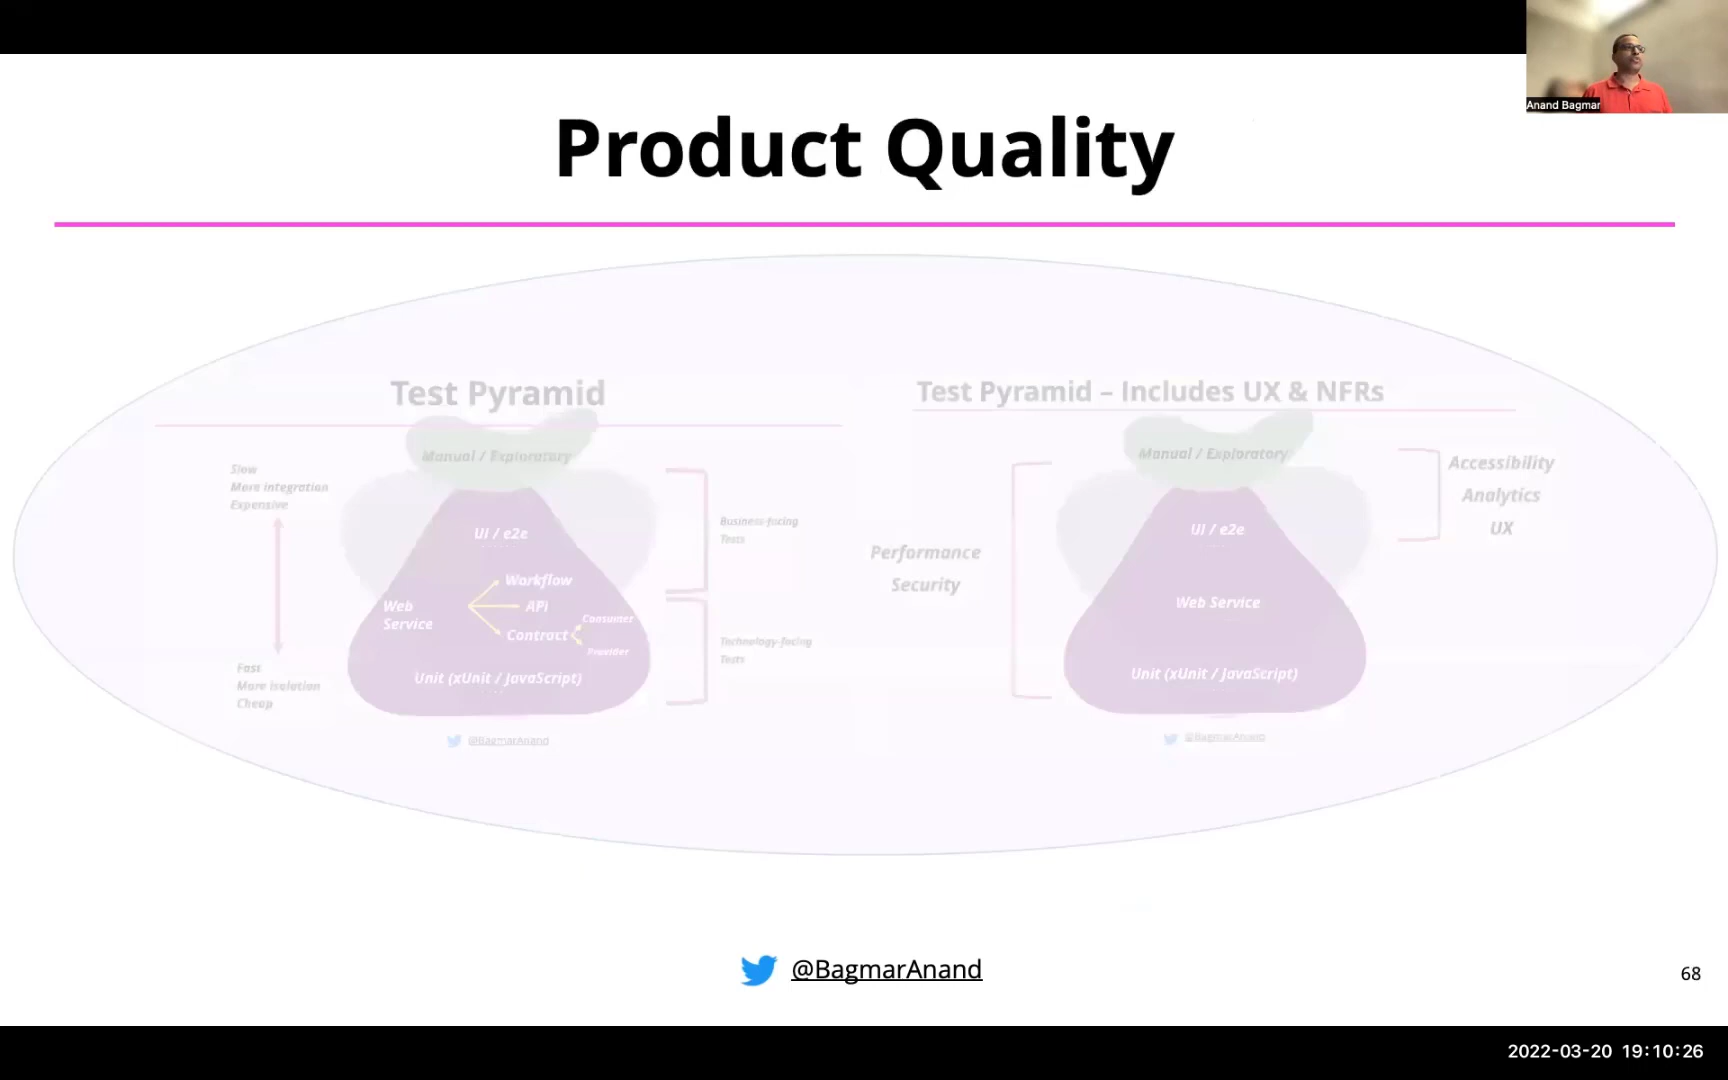 Anand Bagmar
Product Quality
Test Pyramid
Manual / Exploratory
Slow
More integration
Expensive
UI / e2e
Business-facing
Tests
Workflow
Web
Service
API
Consumer
Contract
Provider
Technology-facing
Tests
Fast
More isolation
Cheap
Unit (xUnit / JavaScript)
@BagmarAnand
Test Pyramid – Includes UX & NFRs
Manual / Exploratory
Accessibility
Analytics
UX
UI / e2e
Performance
Security
Web Service
Unit (xUnit / JavaScript)
@BagmarAnand
@BagmarAnand
68
2022-03-20 19:10:26